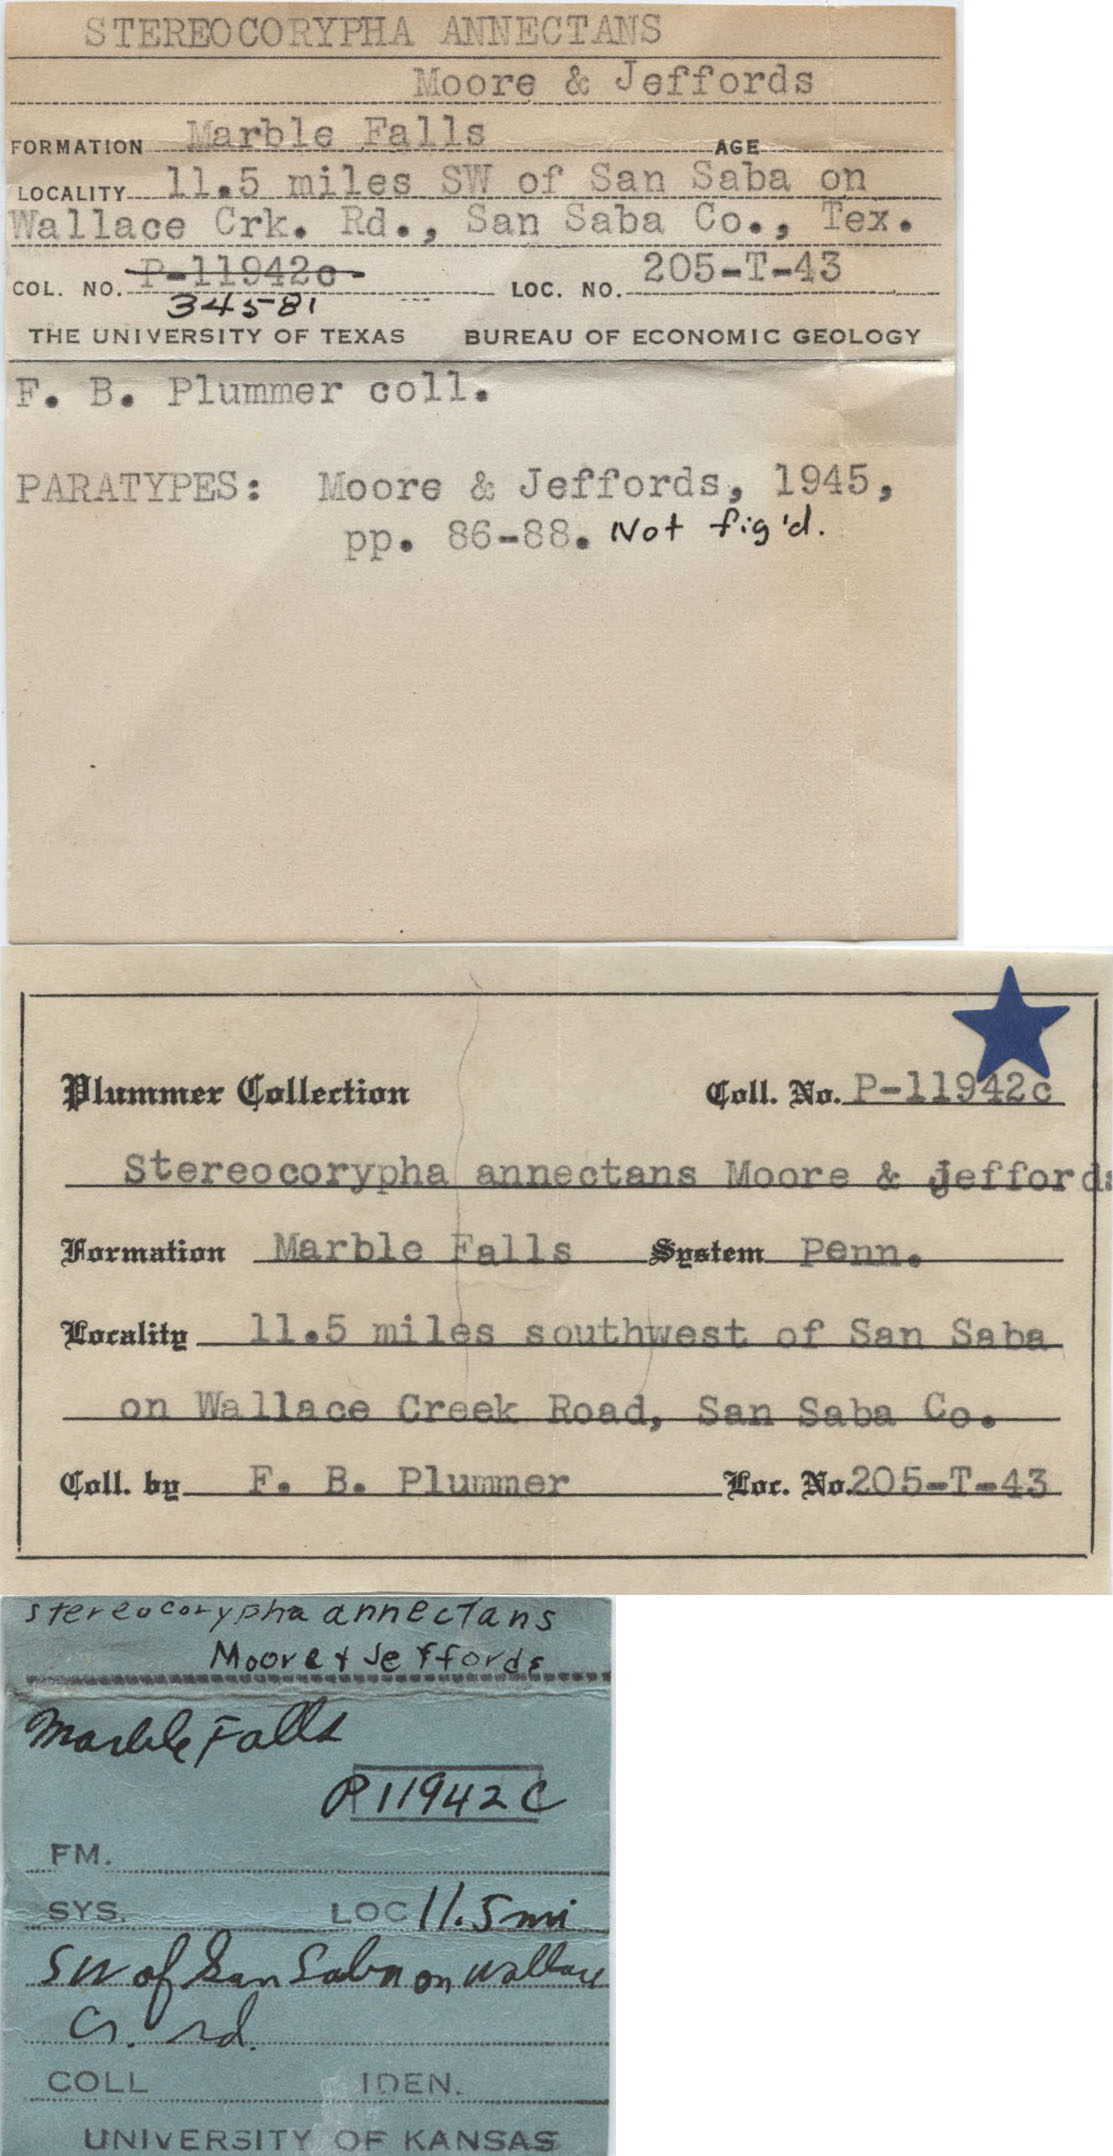 STEREOCORYPHA ANNECTANS
Moore & Jeffords
FORMATION Marble Falls AGE
LOCALITY 11.5 miles SW of San Saba on
Wallace Crk. Rd., San Saba Co., Tex.
COL. NO. P-11942c LOC. NO. 205-T-43
34581
THE UNIVERSITY OF TEXAS BUREAU OF ECONOMIC GEOLOGY
F. B. Plummer coll.
PARATYPES: Moore & Jeffords, 1945,
pp. 86-88. Not fig'd.
Plummer Collection Coll. No. P-11942c
Stereocorypha annectans Moore & jeffords
Formation Marble Falls System Penn.
Locality 11.5 miles southwest of San Saba
on Wallace Creek Road, San Saba Co.
Coll. by F. B. Plummer Loc. No. 205-T-43
stereocorypha annectans
Moore & Jeffords
Marble Falls
P11942C
FM.
SYS. LOC 11.5 mi
SW of San Saba on Wallace
Cr. rd.
COLL IDEN.
UNIVERSITY OF KANSAS